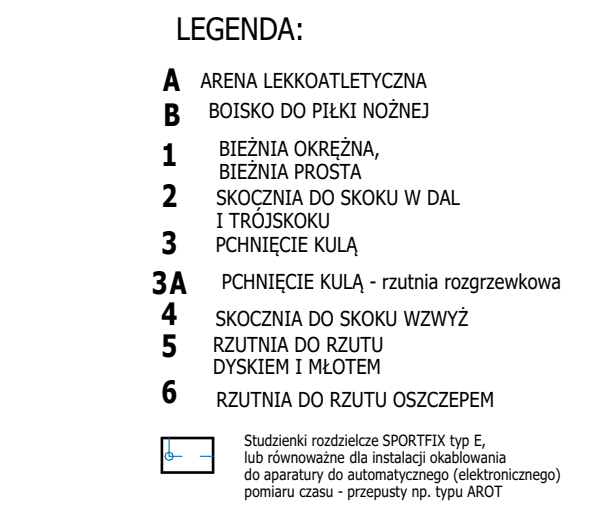 LEGENDA:
A ARENA LEKKOATLETYCZNA
B BOISKO DO PIŁKI NOŻNEJ
1 BIEŻNIA OKRĘŻNA,
BIEŻNIA PROSTA
2 SKOCZNIA DO SKOKU W DAL
I TRÓJSKOKU
3 PCHNIĘCIE KULĄ
3A PCHNIĘCIE KULĄ - rzutnia rozgrzewkowa
4 SKOCZNIA DO SKOKU WZWYŻ
5 RZUTNIA DO RZUTU
DYSKIEM I MŁOTEM
6 RZUTNIA DO RZUTU OSZCZEPEM
Studzienki rozdzielcze SPORTFIX typ E,
lub równoważne dla instalacji okablowania
do aparatury do automatycznego (elektronicznego)
pomiaru czasu - przepusty np. typu AROT